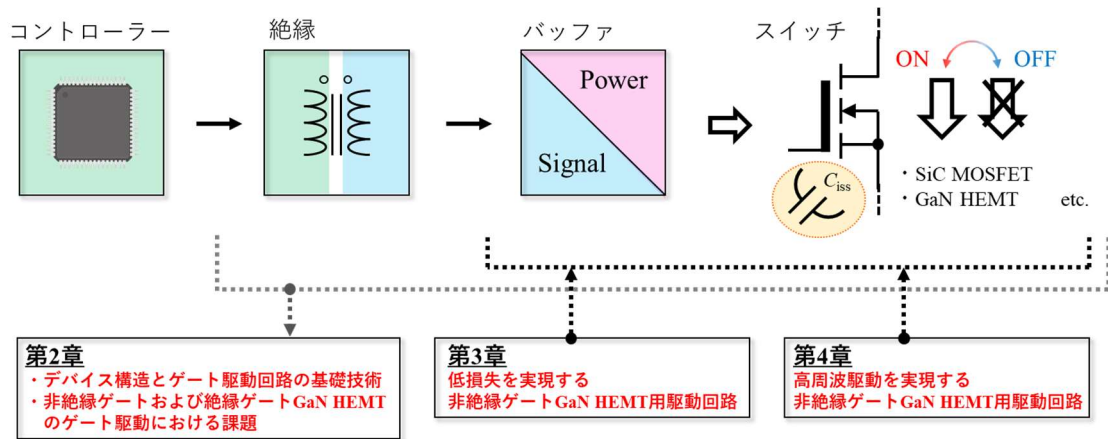 コントローラー
絶縁
バッファ
スイッチ
Power
Signal
ON
OFF
C_iss
・SiC MOSFET
・GaN HEMT etc.
第2章
・デバイス構造とゲート駆動回路の基礎技術
・非絶縁ゲートおよび絶縁ゲートGaN HEMT
のゲート駆動における課題
第3章
低損失を実現する
非絶縁ゲートGaN HEMT用駆動回路
第4章
高周波駆動を実現する
非絶縁ゲートGaN HEMT用駆動回路